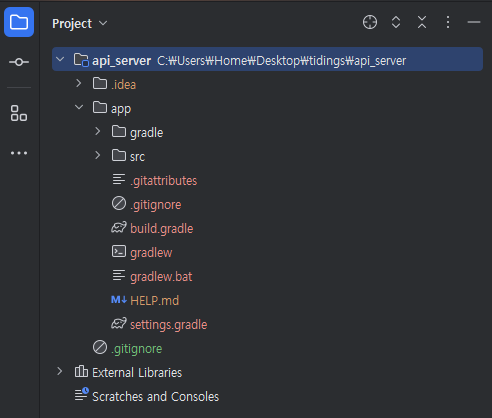 Project
api_server C:₩Users₩Home₩Desktop₩tidings₩api_server
.idea
app
gradle
src
.gitattributes
.gitignore
build.gradle
gradlew
gradlew.bat
M↓ HELP.md
settings.gradle
.gitignore
External Libraries
Scratches and Consoles